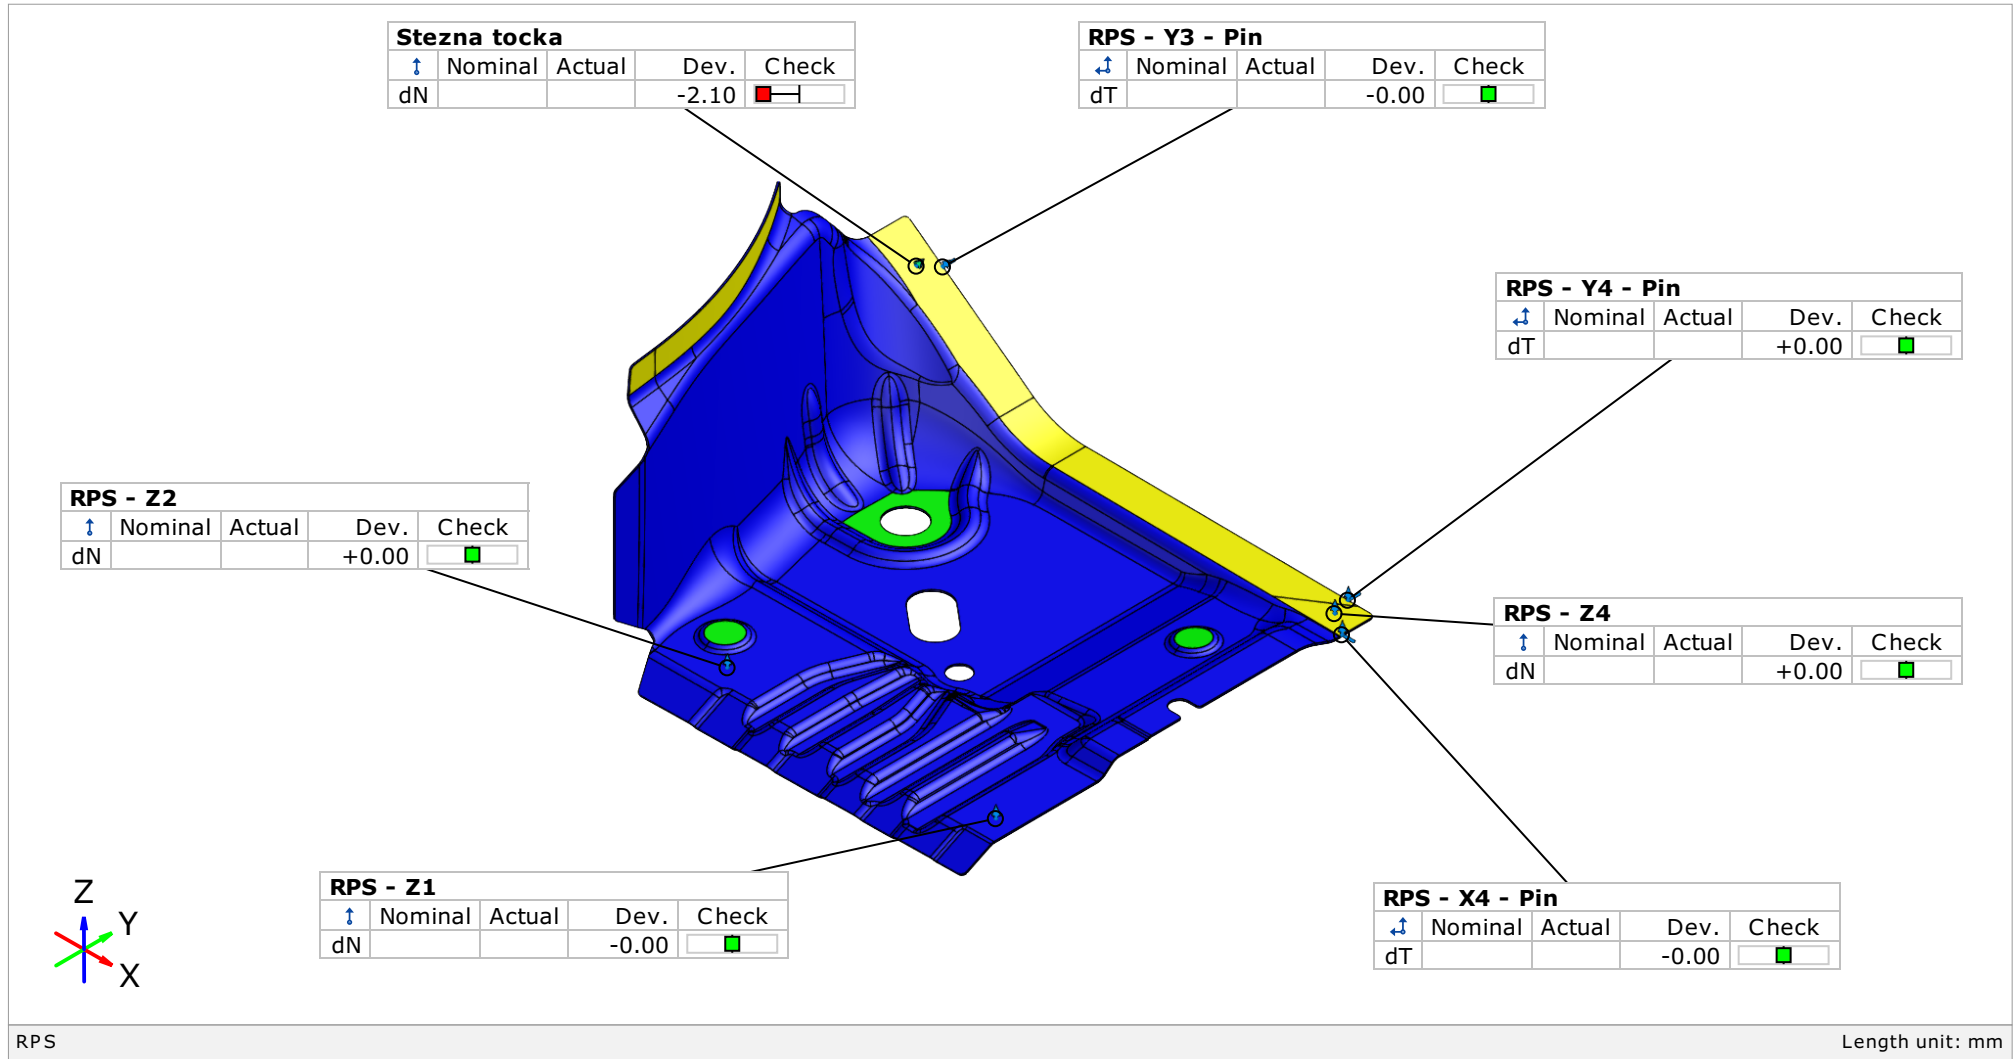 Stezna tocka
Nominal Actual Dev. Check
dN -2.10
RPS - Y3 - Pin
Nominal Actual Dev. Check
dT -0.00
RPS - Y4 - Pin
Nominal Actual Dev. Check
dT +0.00
RPS - Z2
Nominal Actual Dev. Check
dN +0.00
RPS - Z4
Nominal Actual Dev. Check
dN +0.00
RPS - Z1
Nominal Actual Dev. Check
dN -0.00
RPS - X4 - Pin
Nominal Actual Dev. Check
dT -0.00
Z
Y
X
RPS Length unit: mm